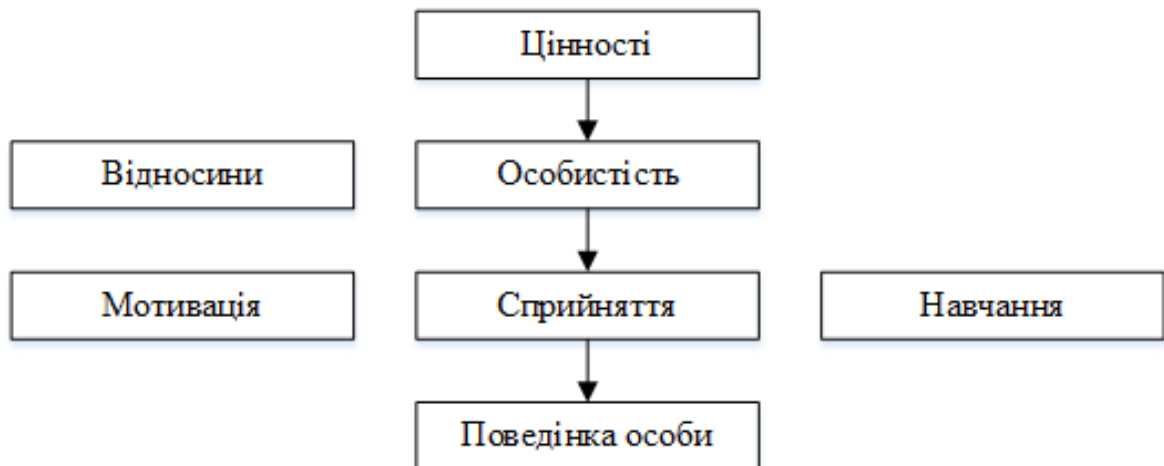 Цінності
Відносини
Особистість
Мотивація
Сприйняття
Навчання
Поведінка особи